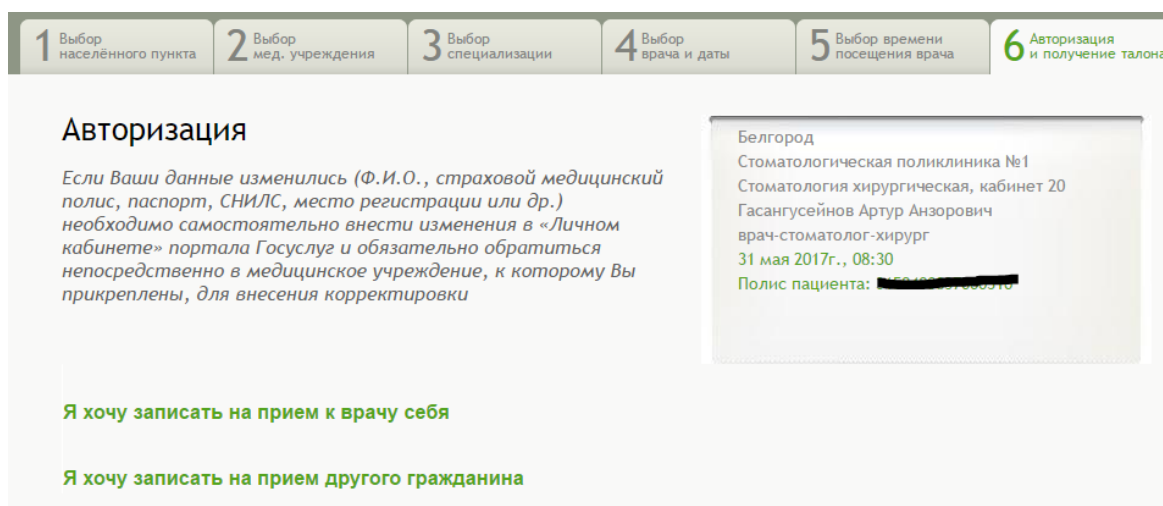 1 Выбор населённого пункта
2 Выбор мед. учреждения
3 Выбор специализации
4 Выбор врача и даты
5 Выбор времени посещения врача
6 Авторизация и получение талона
Авторизация
Если Ваши данные изменились (Ф.И.О., страховой медицинский
полис, паспорт, СНИЛС, место регистрации или др.)
необходимо самостоятельно внести изменения в «Личном
кабинете» портала Госуслуг и обязательно обратиться
непосредственно в медицинское учреждение, к которому Вы
прикреплены, для внесения корректировки
Белгород
Стоматологическая поликлиника №1
Стоматология хирургическая, кабинет 20
Гасангусейнов Артур Анзорович
врач-стоматолог-хирург
31 мая 2017г., 08:30
Полис пациента:
Я хочу записать на прием к врачу себя
Я хочу записать на прием другого гражданина